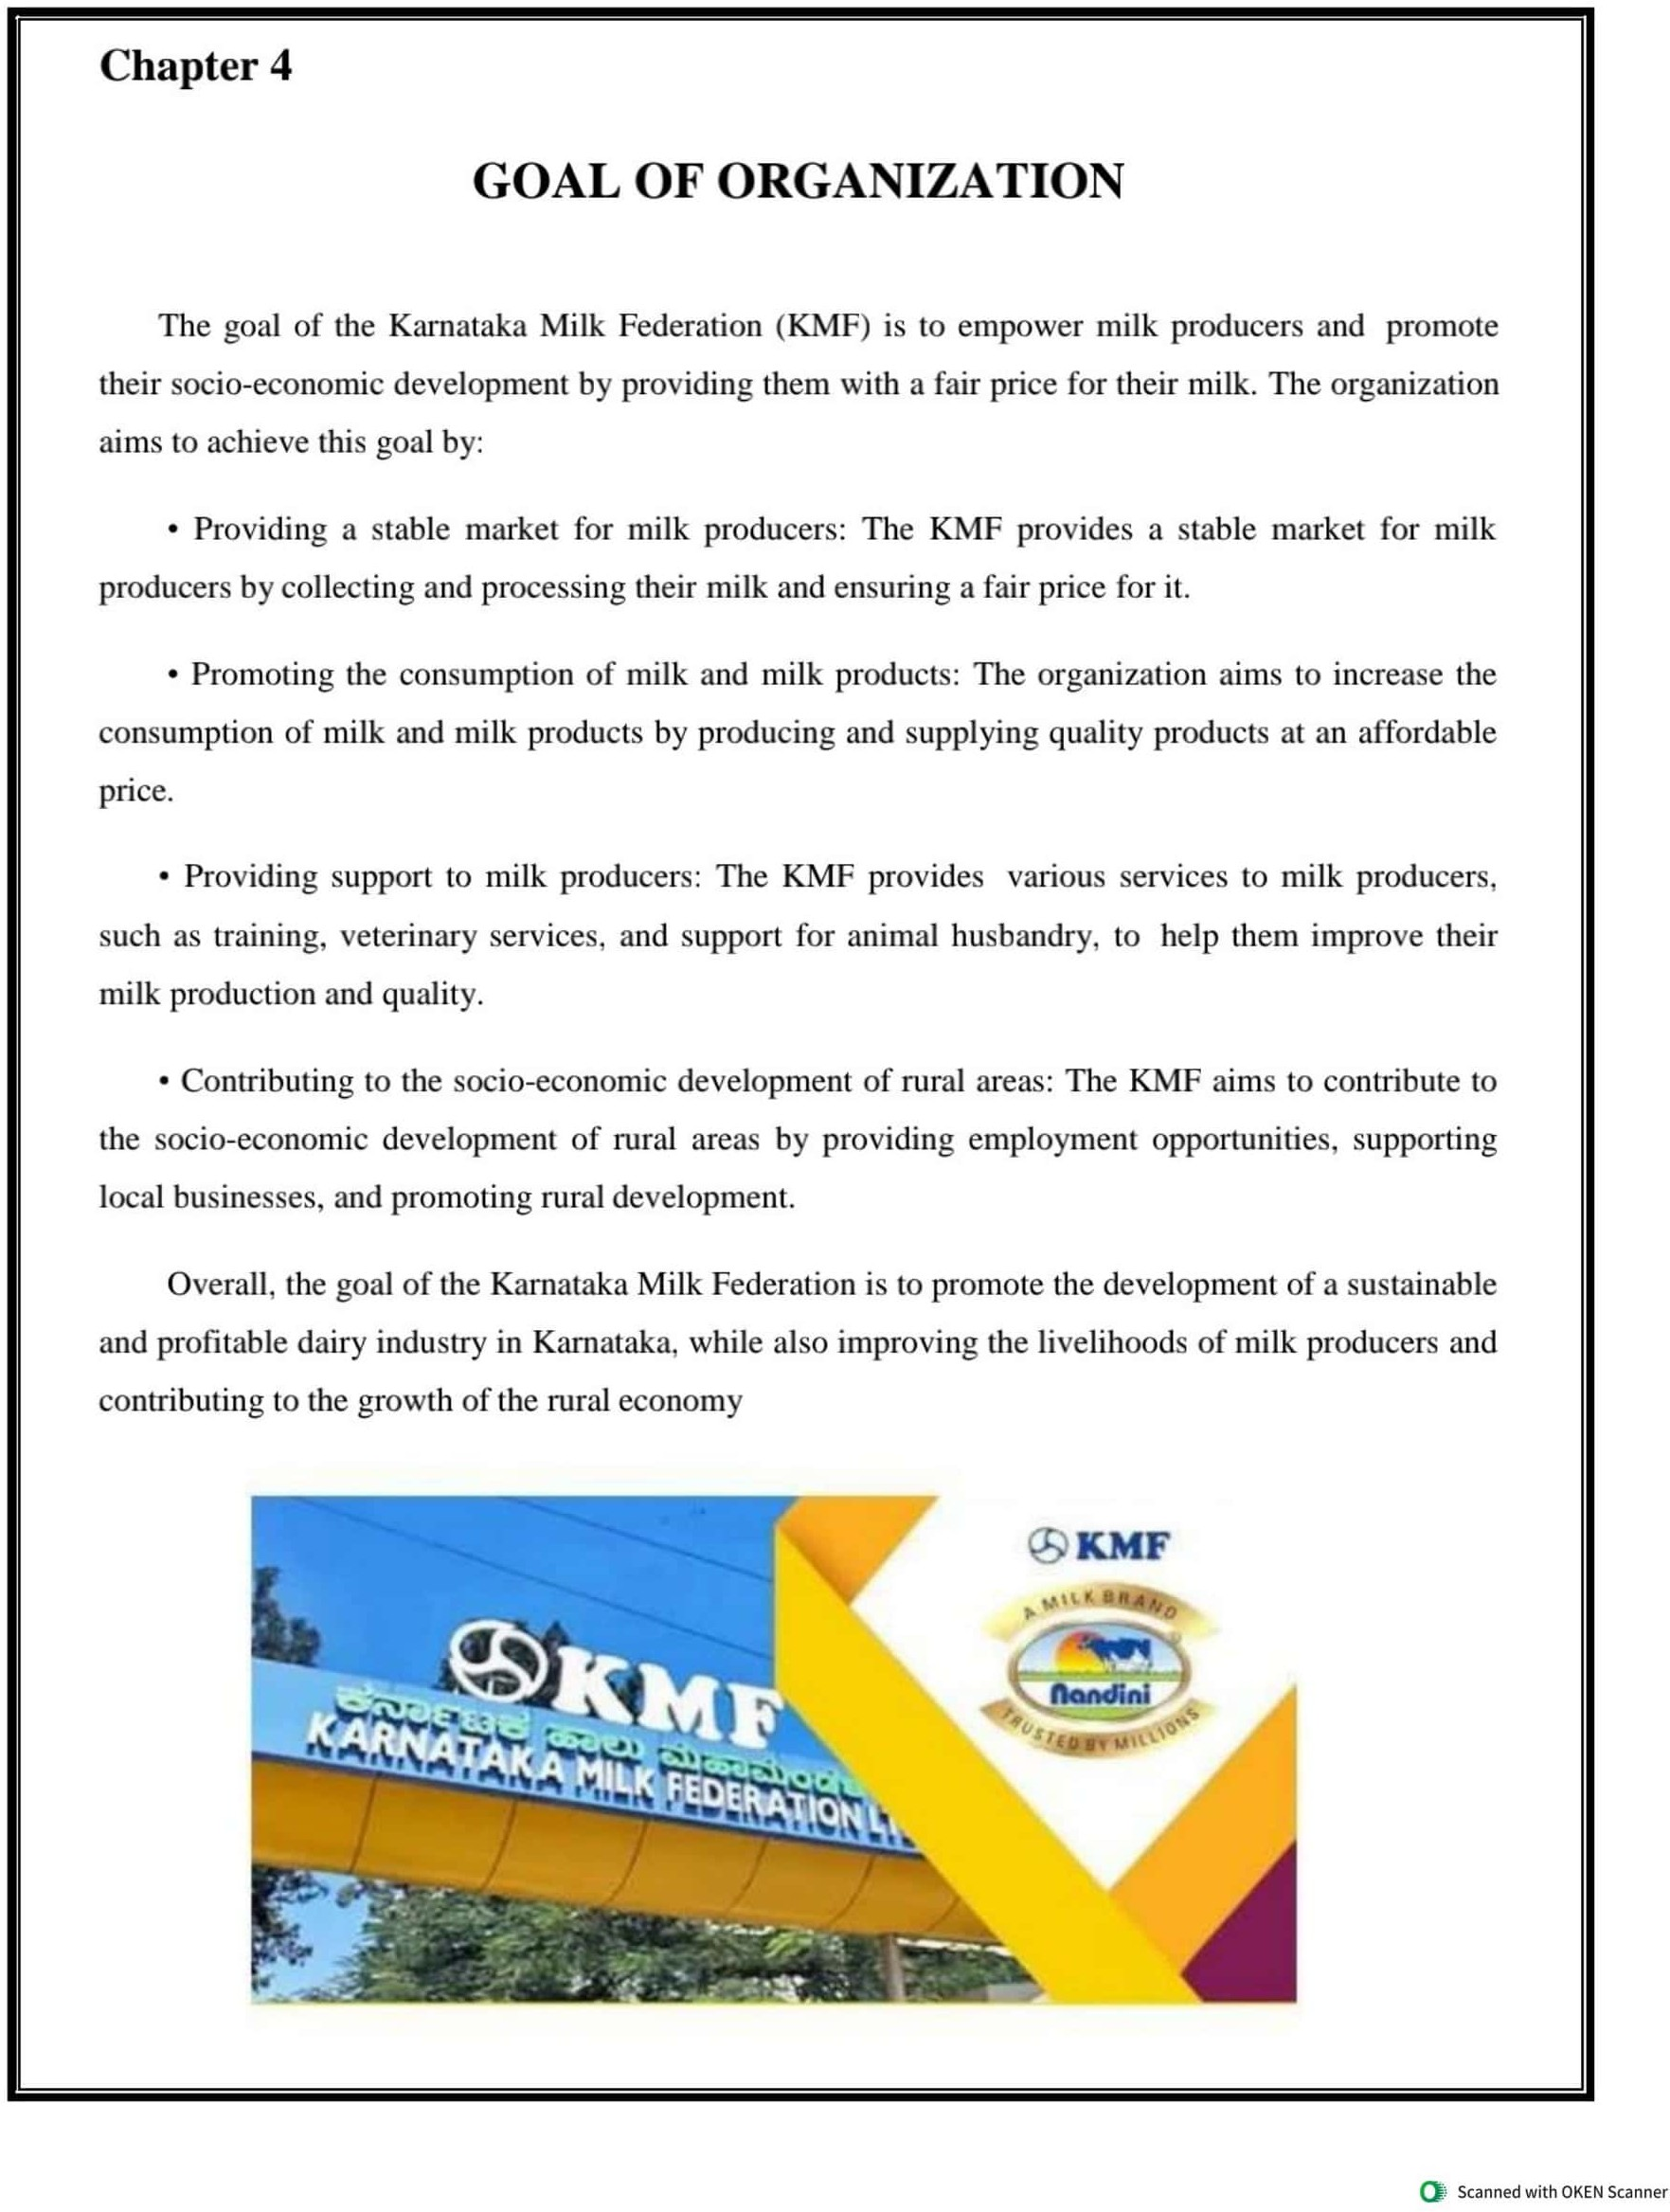 Chapter 4
GOAL OF ORGANIZATION
The goal of the Karnataka Milk Federation (KMF) is to empower milk producers and promote
their socio-economic development by providing them with a fair price for their milk. The organization
aims to achieve this goal by:
• Providing a stable market for milk producers: The KMF provides a stable market for milk
producers by collecting and processing their milk and ensuring a fair price for it.
• Promoting the consumption of milk and milk products: The organization aims to increase the
consumption of milk and milk products by producing and supplying quality products at an affordable
price.
• Providing support to milk producers: The KMF provides various services to milk producers,
such as training, veterinary services, and support for animal husbandry, to help them improve their
milk production and quality.
• Contributing to the socio-economic development of rural areas: The KMF aims to contribute to
the socio-economic development of rural areas by providing employment opportunities, supporting
local businesses, and promoting rural development.
Overall, the goal of the Karnataka Milk Federation is to promote the development of a sustainable
and profitable dairy industry in Karnataka, while also improving the livelihoods of milk producers and
contributing to the growth of the rural economy
KMF
ಕರ್ನಾಟಕ ಹಾಲು
KARNATAKA MILK FEDERATION
KMF
A MILK BRAND
Nandini
TRUSTED BY MILLIONS
Scanned with OKEN Scanner